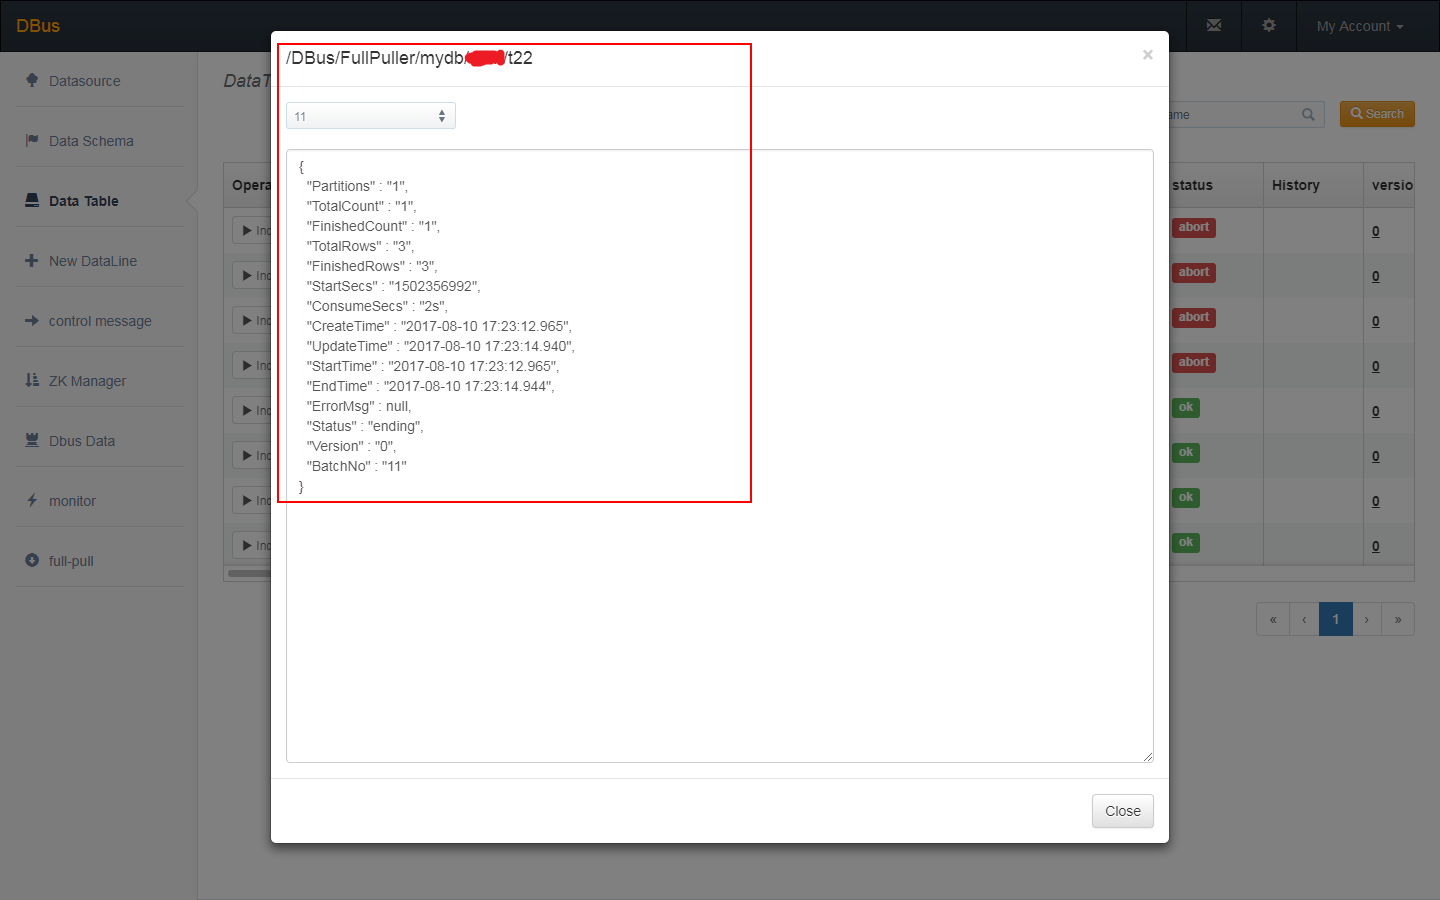 DBus
My Account
Datasource
Data Schema
Data Table
New DataLine
control message
ZK Manager
Dbus Data
monitor
full-pull
DataT
ame
Search
Opera
status
History
versio
Inc
abort
0
Inc
abort
0
Inc
abort
0
Inc
abort
0
Inc
ok
0
Inc
ok
0
Inc
ok
0
Inc
ok
0
«
‹
1
›
»
/DBus/FullPuller/mydb/
/t22
×
11
{
"Partitions" : "1",
"TotalCount" : "1",
"FinishedCount" : "1",
"TotalRows" : "3",
"FinishedRows" : "3",
"StartSecs" : "1502356992",
"ConsumeSecs" : "2s",
"CreateTime" : "2017-08-10 17:23:12.965",
"UpdateTime" : "2017-08-10 17:23:14.940",
"StartTime" : "2017-08-10 17:23:12.965",
"EndTime" : "2017-08-10 17:23:14.944",
"ErrorMsg" : null,
"Status" : "ending",
"Version" : "0",
"BatchNo" : "11"
}
Close